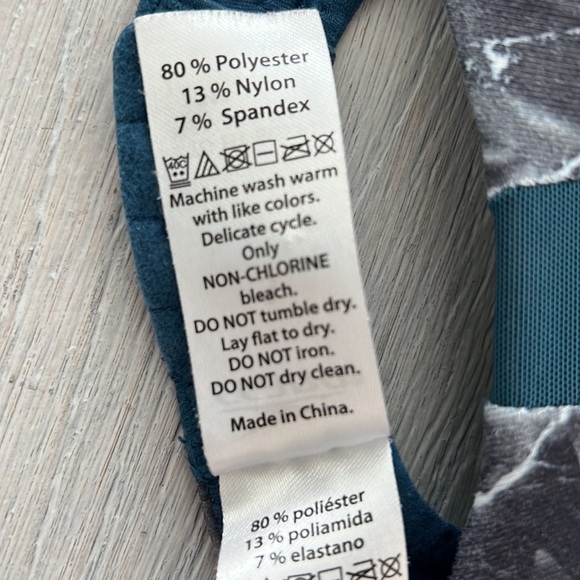 80 % Polyester
13 % Nylon
7 % Spandex
40C
Machine wash warm
with like colors.
Delicate cycle.
Only
NON-CHLORINE
bleach.
DO NOT tumble dry.
Lay flat to dry.
DO NOT iron.
DO NOT dry clean.
Made in China.
80 % poliéster
13 % poliamida
7 % elastano